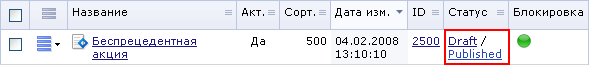 Название Акт. Сорт. Дата изм. ID Статус Блокировка
Беспрецедентная акция Да 500 04.02.2008 13:10:10 2500 Draft / Published